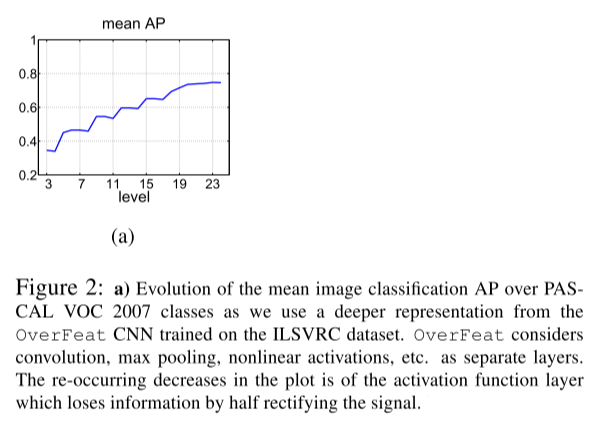 mean AP
1
0.8
0.6
0.4
0.2
3 7 11 15 19 23
level
(a)
Figure 2: a) Evolution of the mean image classification AP over PAS-
CAL VOC 2007 classes as we use a deeper representation from the
OverFeat CNN trained on the ILSVRC dataset. OverFeat considers
convolution, max pooling, nonlinear activations, etc. as separate layers.
The re-occurring decreases in the plot is of the activation function layer
which loses information by half rectifying the signal.